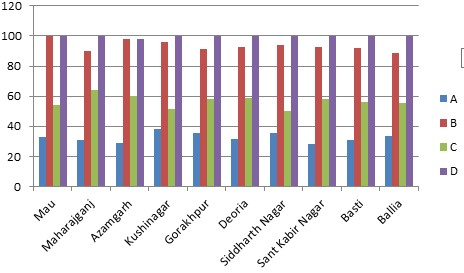 120
100
80
60
40
20
0
Mau
Maharajganj
Azamgarh
Kushinagar
Gorakhpur
Deoria
Siddharth Nagar
Sant Kabir Nagar
Basti
Ballia
A
B
C
D